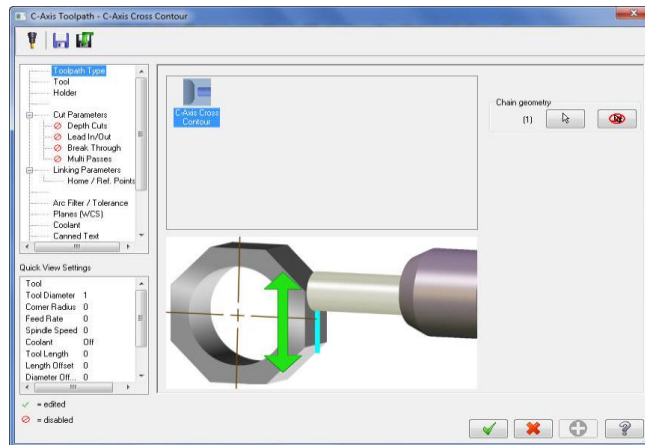 C-Axis Toolpath - C-Axis Cross Contour
Toolpath Type
Tool
Holder
Cut Parameters
Depth Cuts
Lead In/Out
Break Through
Multi Passes
Linking Parameters
Home / Ref. Points
Arc Filter / Tolerance
Planes (WCS)
Coolant
Canned Text
C-Axis Cross
Contour
Chain geometry
(1)
Quick View Settings
Tool
Tool Diameter 1
Corner Radius 0
Feed Rate 0
Spindle Speed 0
Coolant Off
Tool Length 0
Length Offset 0
Diameter Off... 0
= edited
= disabled